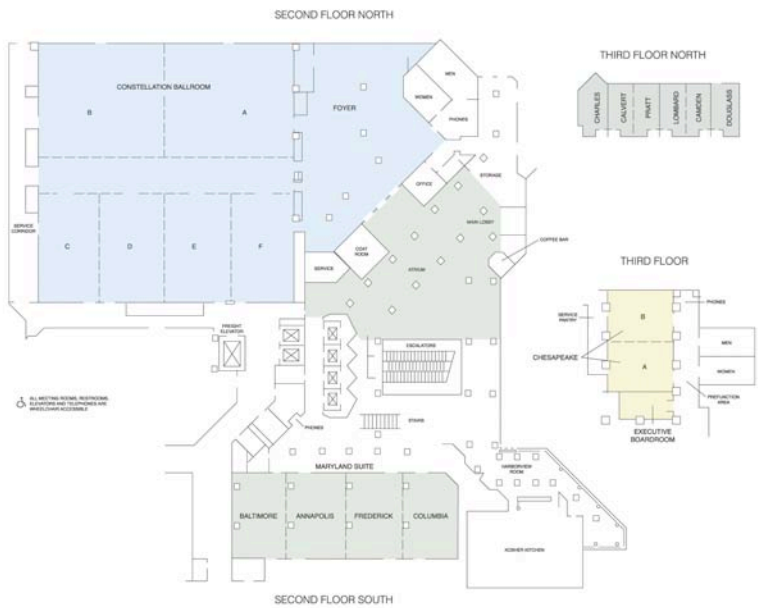 SECOND FLOOR NORTH
THIRD FLOOR NORTH
CONSTELLATION BALLROOM
B
A
FOYER
MEN
WOMEN
PHONES
CHARLES
CALVERT
PRATT
LOMBARD
CAMDEN
DOUGLASS
OFFICE
STORAGE
MAIN LOBBY
SERVICE
CORRIDOR
C
D
E
F
COAT
ROOM
COFFEE BAR
SERVICE
ATRIUM
THIRD FLOOR
SERVICE
PANTRY
B
PHONES
FREIGHT
ELEVATOR
ESCALATORS
CHESAPEAKE
A
MEN
WOMEN
ALL MEETING ROOMS, RESTROOMS,
ELEVATORS AND TELEPHONES ARE
WHEELCHAIR ACCESSIBLE
PREFUNCTION
AREA
PHONES
STAIRS
EXECUTIVE
BOARDROOM
MARYLAND SUITE
HARBORVIEW
ROOM
BALTIMORE
ANNAPOLIS
FREDERICK
COLUMBIA
KOSHER KITCHEN
SECOND FLOOR SOUTH